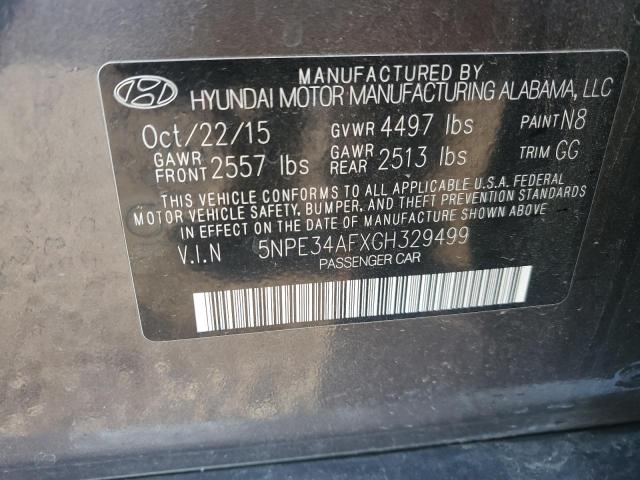 MANUFACTURED BY
HYUNDAI MOTOR MANUFACTURING ALABAMA, LLC
Oct/22/15 GVWR 4497 lbs PAINT N8
GAWR FRONT 2557 lbs GAWR REAR 2513 lbs TRIM GG
THIS VEHICLE CONFORMS TO ALL APPLICABLE U.S.A. FEDERAL
MOTOR VEHICLE SAFETY, BUMPER, AND THEFT PREVENTION STANDARDS
IN EFFECT ON THE DATE OF MANUFACTURE SHOWN ABOVE.
V.I.N 5NPE34AFXGH329499
PASSENGER CAR